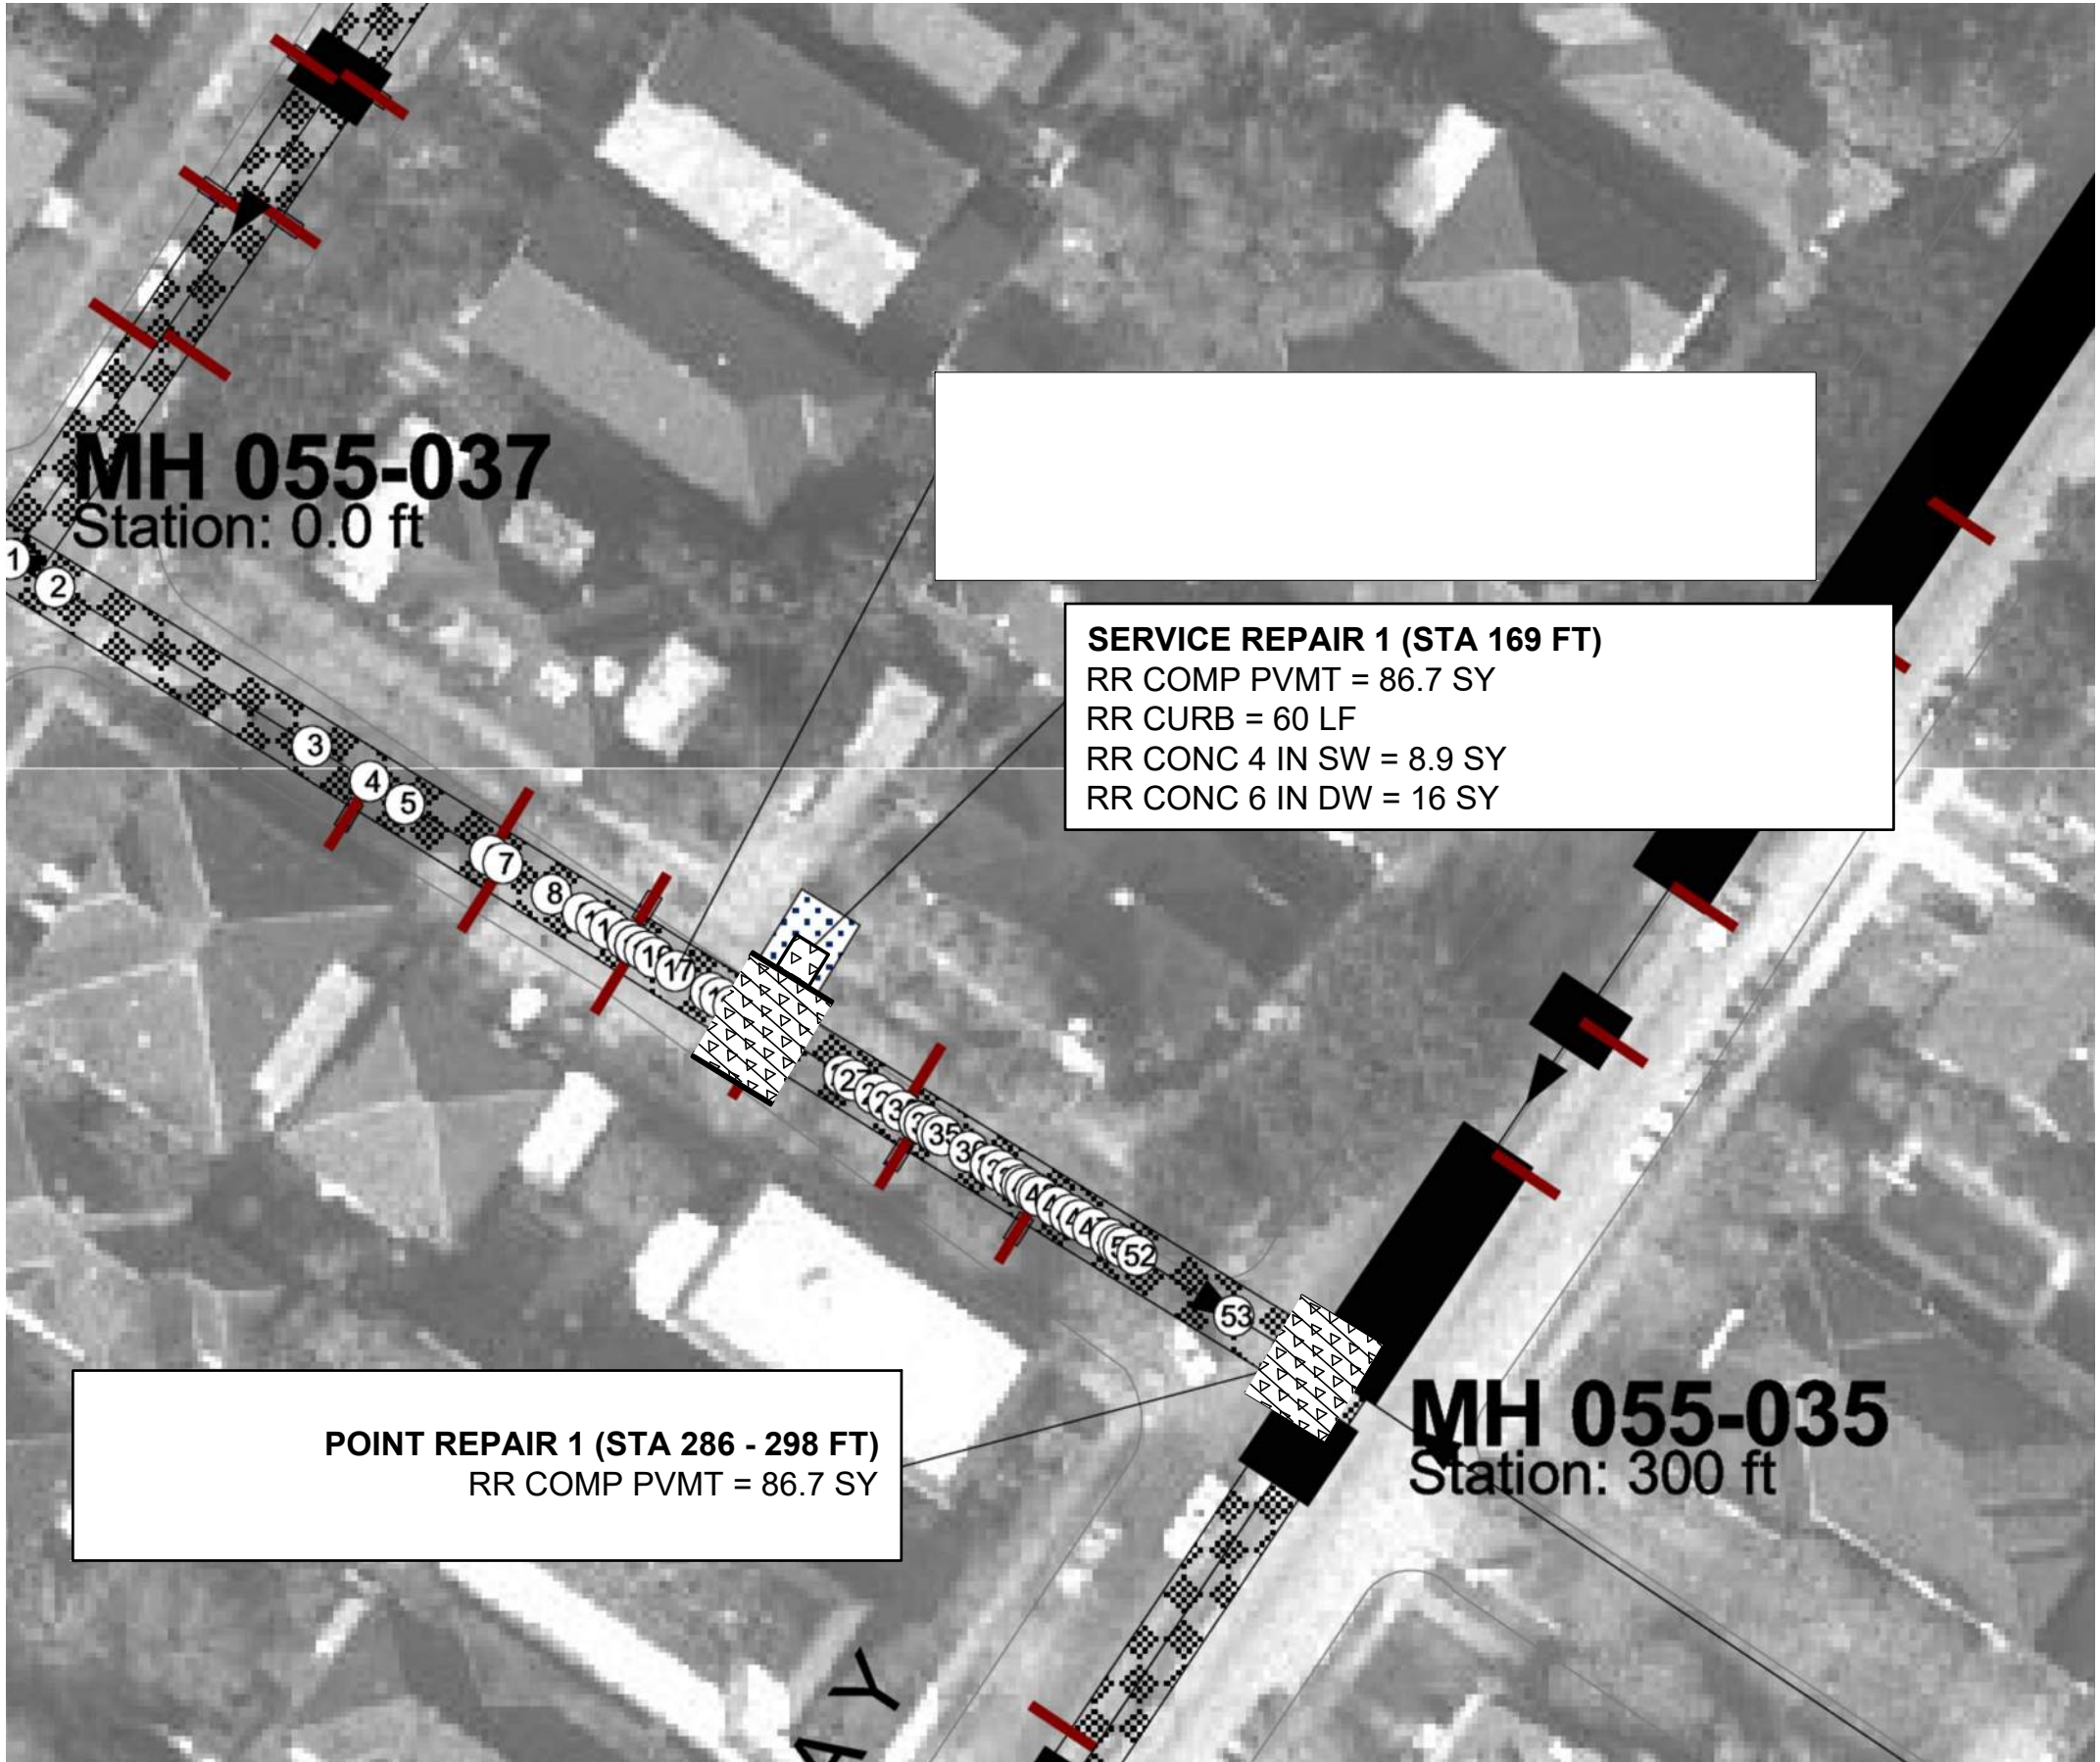 MH 055-037
Station: 0.0 ft
1
2
3
4
5
7
8
17
SERVICE REPAIR 1 (STA 169 FT)
RR COMP PVMT = 86.7 SY
RR CURB = 60 LF
RR CONC 4 IN SW = 8.9 SY
RR CONC 6 IN DW = 16 SY
35
52
53
MH 055-035
Station: 300 ft
POINT REPAIR 1 (STA 286 - 298 FT)
RR COMP PVMT = 86.7 SY